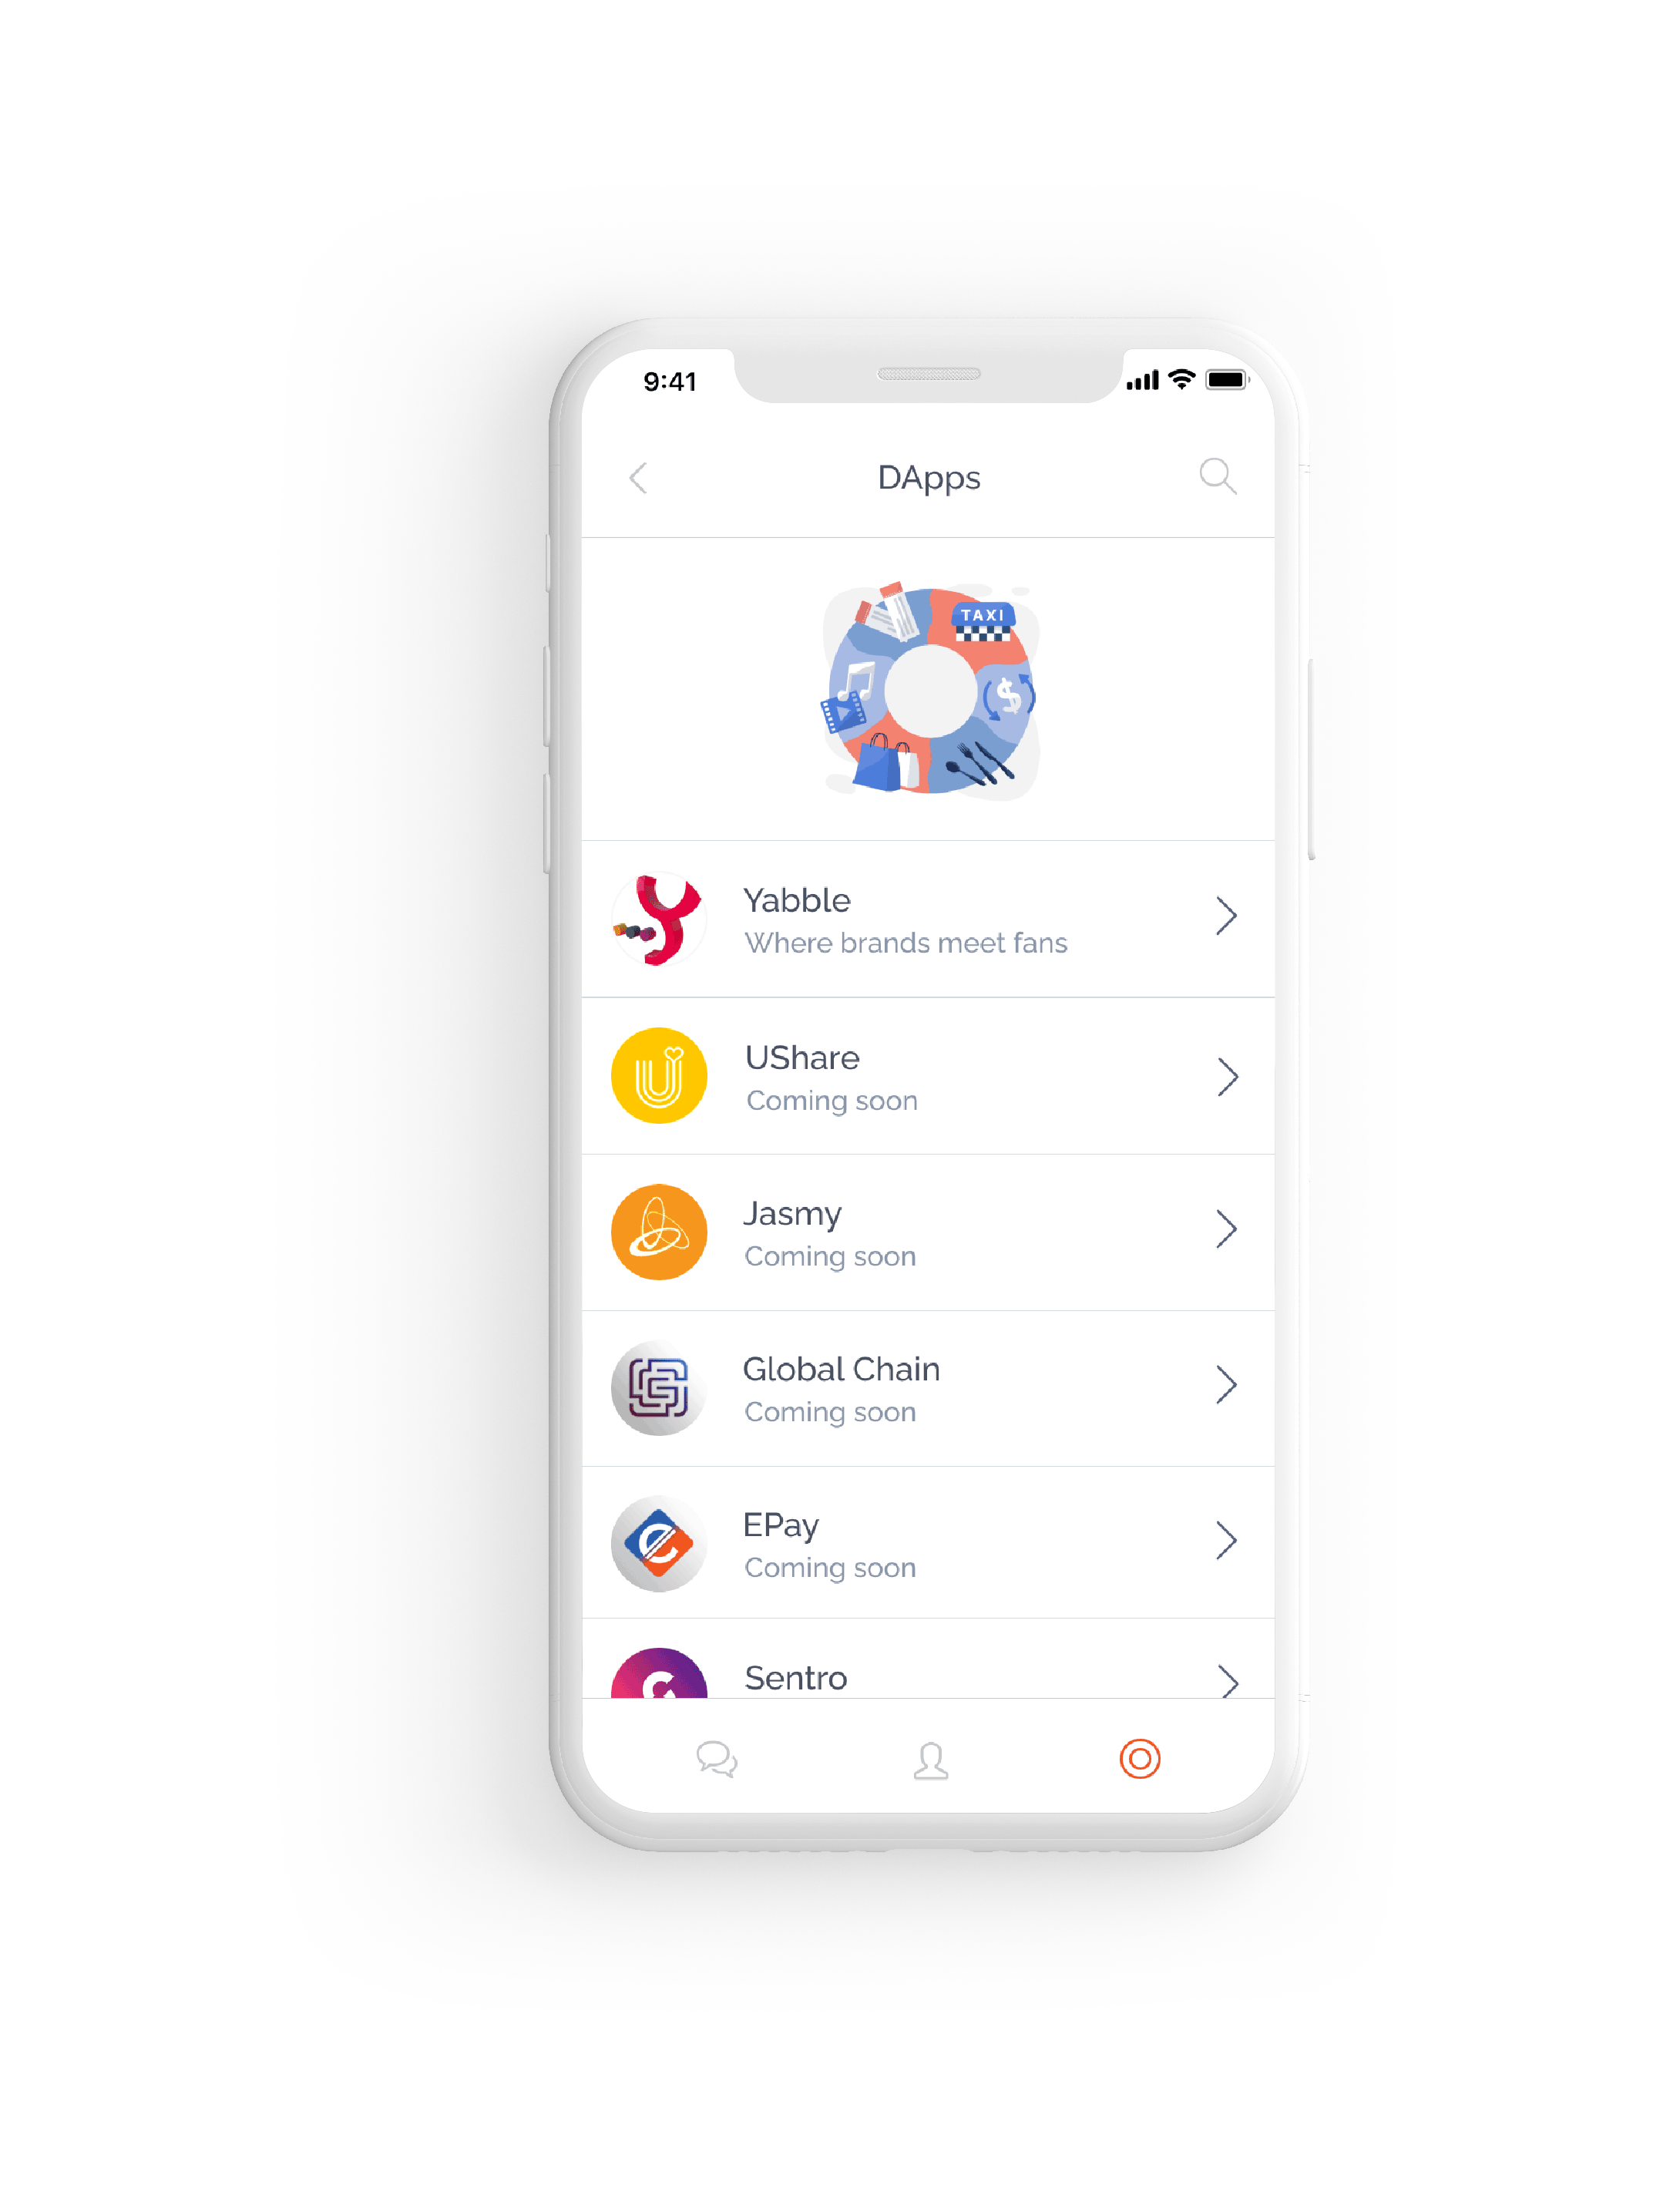 9:41
DApps
TAXI
$
Yabble
Where brands meet fans
UShare
Coming soon
Jasmy
Coming soon
Global Chain
Coming soon
EPay
Coming soon
Sentro